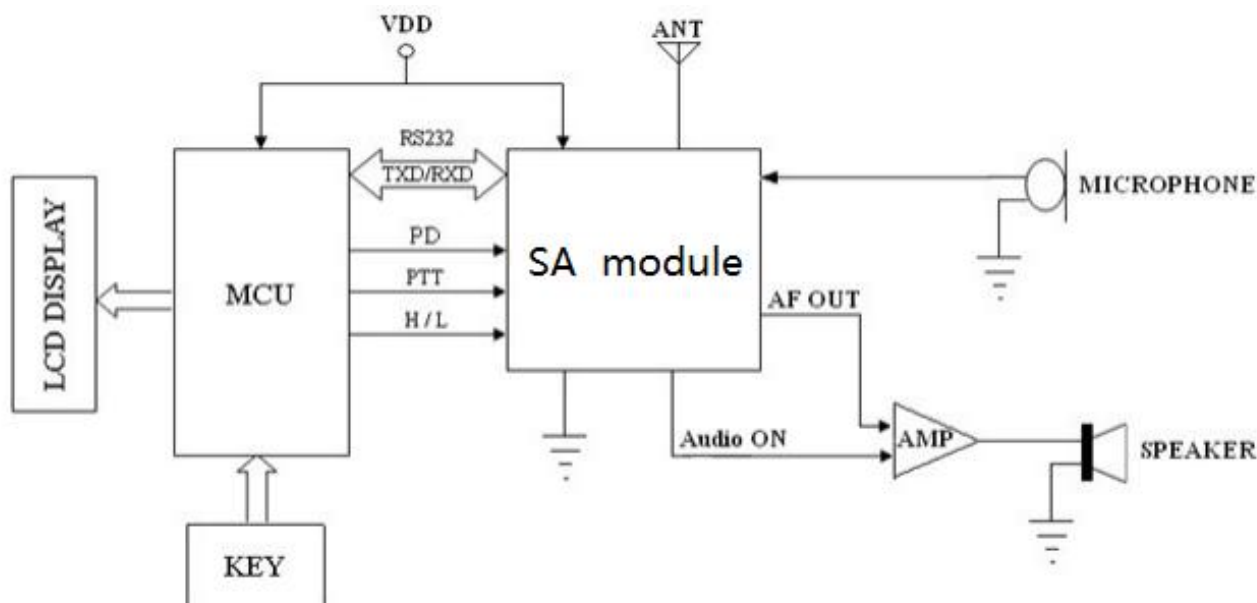 VDD
ANT
RS232
TXD/RXD
MICROPHONE
LCD DISPLAY
MCU
PD
PTT
H / L
SA module
AF OUT
Audio ON
AMP
SPEAKER
KEY